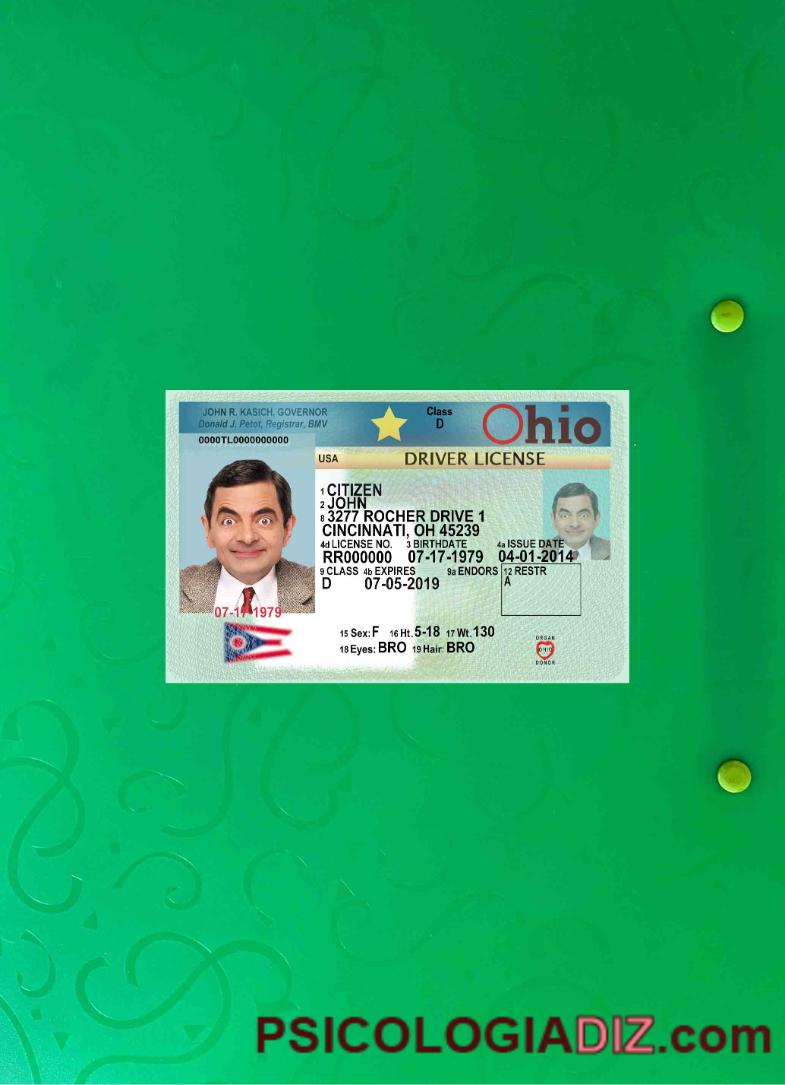 JOHN R. KASICH, GOVERNOR
Donald J. Petot, Registrar, BMV
Class
D
Ohio
0000TL0000000000
USA
DRIVER LICENSE
1 CITIZEN
2 JOHN
8 3277 ROCHER DRIVE 1
CINCINNATI, OH 45239
4d LICENSE NO. 3 BIRTHDATE 4a ISSUE DATE
RR000000 07-17-1979 04-01-2014
9 CLASS 4b EXPIRES 9a ENDORS 12 RESTR
D 07-05-2019 A
07-17-1979
15 Sex: F 16 Ht. 5-18 17 Wt. 130
18 Eyes: BRO 19 Hair: BRO
ORGAN
OHIO
DONOR
PSICOLOGIADIZ.com